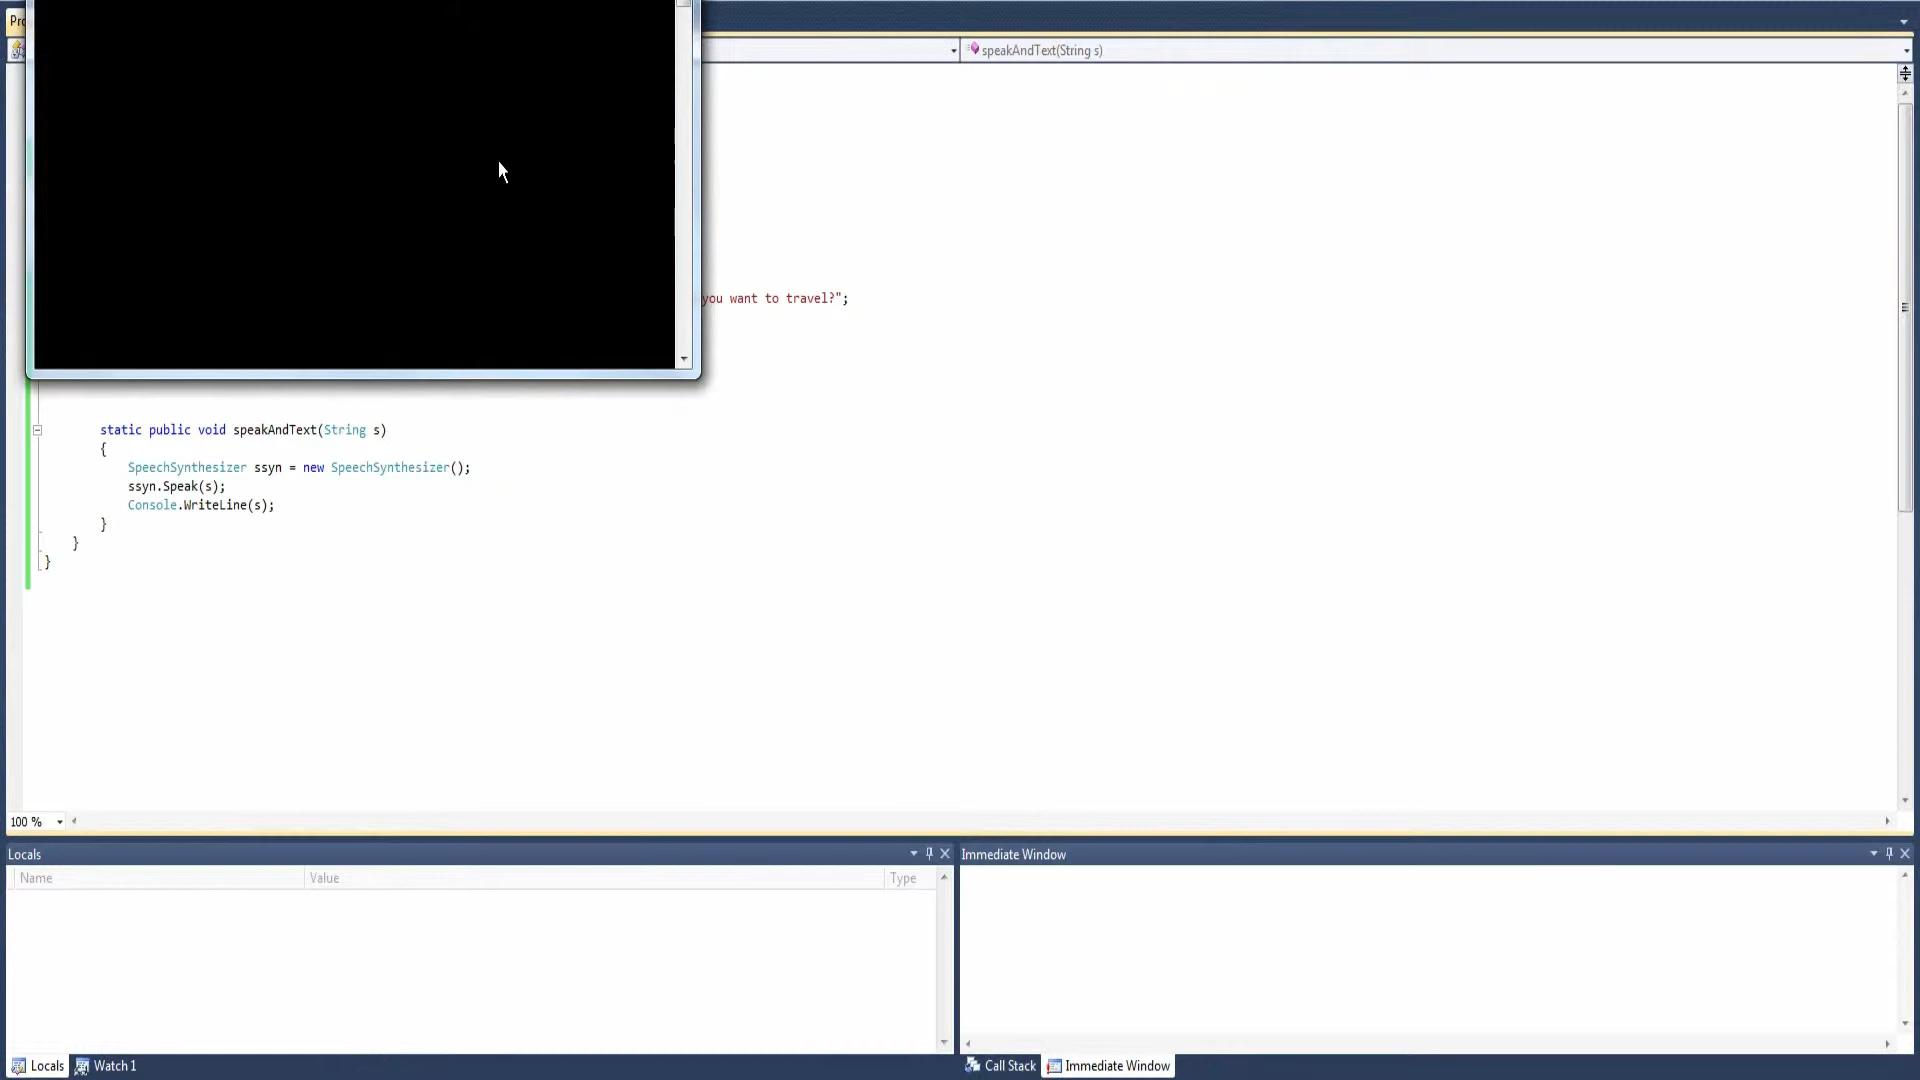 Pro
speakAndText(String s)
you want to travel?";
static public void speakAndText(String s)
{
SpeechSynthesizer ssyn = new SpeechSynthesizer();
ssyn.Speak(s);
Console.WriteLine(s);
}
}
}
100 %
Locals
Immediate Window
Name Value Type
Locals Watch 1
Call Stack Immediate Window